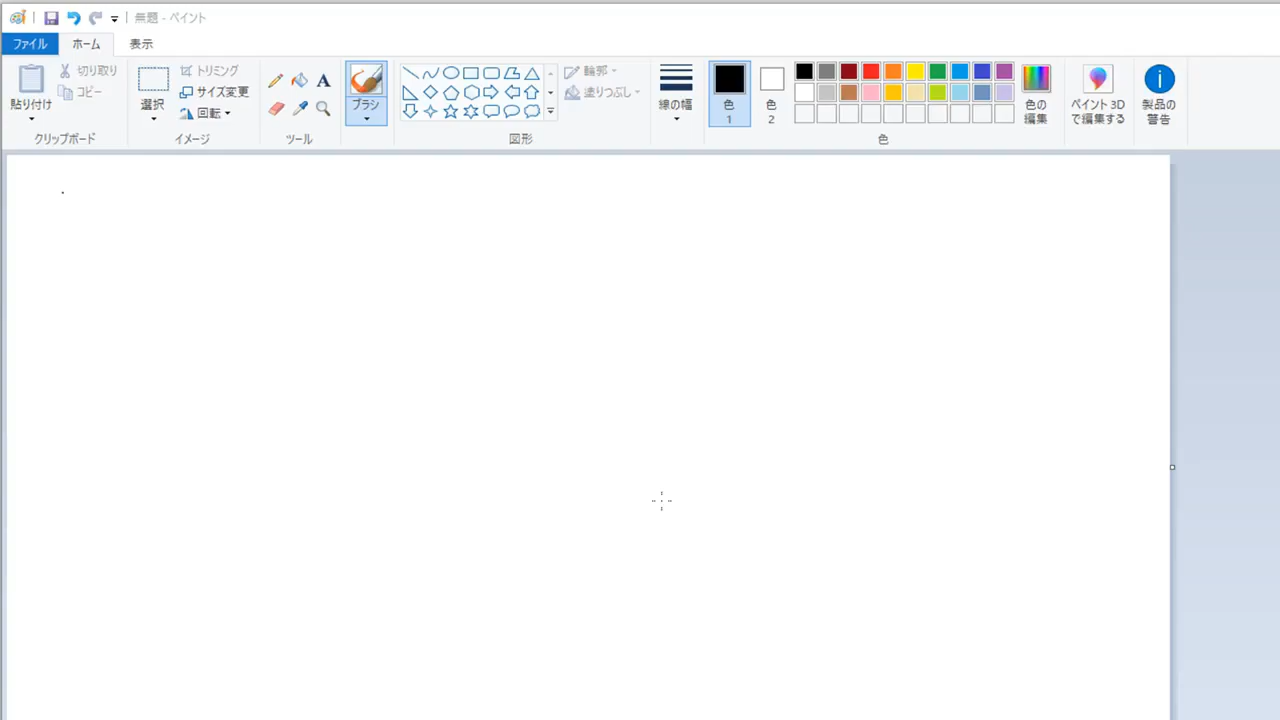 無題 - ペイント
ファイル ホーム 表示
貼り付け 切り取り コピー クリップボード
選択 トリミング サイズ変更 回転 イメージ
A ツール
ブラシ
輪郭 塗りつぶし 図形
線の幅
色 1
色 2
色の編集 色
ペイント 3D で編集する
製品の警告